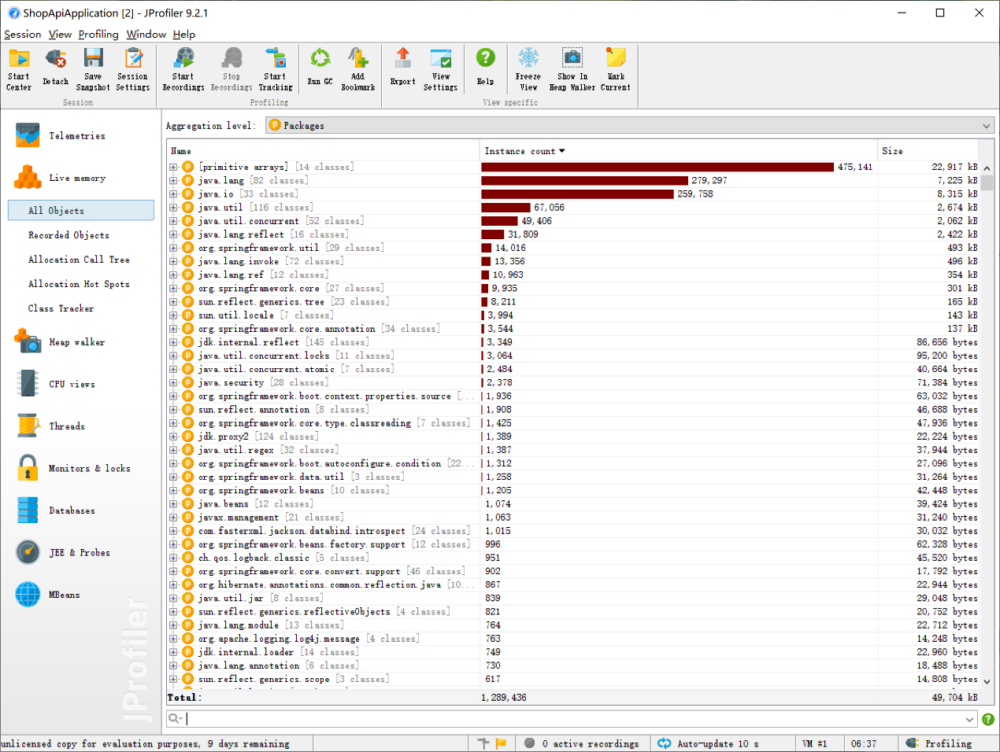 ShopApiApplication [2] - JProfiler 9.2.1
Session View Profiling Window Help
Start Center
Detach
Save Snapshot
Session Settings
Start Recordings
Stop Recordings
Start Tracking
Run GC
Add Bookmark
Export
View Settings
Help
Freeze View
Show In Heap Walker
Mark Current
Session
Profiling
View specific
Telemetries
Live memory
All Objects
Recorded Objects
Allocation Call Tree
Allocation Hot Spots
Class Tracker
Heap walker
CPU views
Threads
Monitors & locks
Databases
JEE & Probes
MBeans
JProfiler
Aggregation level: Packages
Name Instance count Size
[primitive arrays] [14 classes] 475,141 22,917 kB
java.lang [82 classes] 279,297 7,225 kB
java.io [33 classes] 259,758 8,315 kB
java.util [116 classes] 67,056 2,674 kB
java.util.concurrent [52 classes] 49,406 2,062 kB
java.lang.reflect [16 classes] 31,809 2,422 kB
org.springframework.util [29 classes] 14,016 493 kB
java.lang.invoke [72 classes] 13,356 496 kB
java.lang.ref [12 classes] 10,963 354 kB
org.springframework.core [27 classes] 9,935 301 kB
sun.reflect.generics.tree [23 classes] 8,211 165 kB
sun.util.locale [7 classes] 3,994 143 kB
org.springframework.core.annotation [34 classes] 3,544 137 kB
jdk.internal.reflect [145 classes] 3,349 86,656 bytes
java.util.concurrent.locks [11 classes] 3,064 95,200 bytes
java.util.concurrent.atomic [7 classes] 2,484 40,664 bytes
java.security [28 classes] 2,378 71,384 bytes
org.springframework.boot.context.properties.source [... 1,936 63,032 bytes
sun.reflect.annotation [8 classes] 1,908 46,688 bytes
org.springframework.core.type.classreading [7 classes] 1,425 47,936 bytes
jdk.proxy2 [124 classes] 1,389 22,224 bytes
java.util.regex [32 classes] 1,387 37,944 bytes
org.springframework.boot.autoconfigure.condition [22... 1,312 27,096 bytes
org.springframework.data.util [3 classes] 1,258 31,264 bytes
org.springframework.beans [10 classes] 1,205 42,448 bytes
java.beans [12 classes] 1,074 39,424 bytes
javax.management [21 classes] 1,063 31,240 bytes
com.fasterxml.jackson.databind.introspect [24 classes] 1,015 30,032 bytes
org.springframework.beans.factory.support [12 classes] 996 62,328 bytes
ch.qos.logback.classic [5 classes] 951 45,520 bytes
org.springframework.core.convert.support [46 classes] 902 17,792 bytes
org.hibernate.annotations.common.reflection.java [10... 867 22,944 bytes
java.util.jar [8 classes] 839 29,048 bytes
sun.reflect.generics.reflectiveObjects [4 classes] 821 20,752 bytes
java.lang.module [13 classes] 764 22,712 bytes
org.apache.logging.log4j.message [4 classes] 763 14,248 bytes
jdk.internal.loader [14 classes] 749 22,960 bytes
java.lang.annotation [6 classes] 730 18,488 bytes
sun.reflect.generics.scope [3 classes] 617 14,808 bytes
Total: 1,289,436 49,704 kB
unlicensed copy for evaluation purposes, 9 days remaining 0 active recordings Auto-update 10 s VM #1 06:37 Profiling